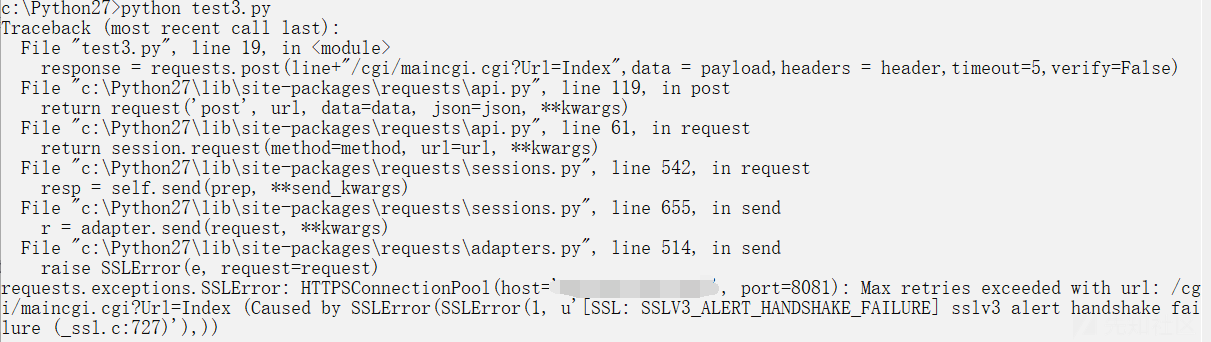 c:\Python27>python test3.py
Traceback (most recent call last):
  File "test3.py", line 19, in <module>
    response = requests.post(line+"/cgi/maincgi.cgi?Url=Index",data = payload,headers = header,timeout=5,verify=False)
  File "c:\Python27\lib\site-packages\requests\api.py", line 119, in post
    return request('post', url, data=data, json=json, **kwargs)
  File "c:\Python27\lib\site-packages\requests\api.py", line 61, in request
    return session.request(method=method, url=url, **kwargs)
  File "c:\Python27\lib\site-packages\requests\sessions.py", line 542, in request
    resp = self.send(prep, **send_kwargs)
  File "c:\Python27\lib\site-packages\requests\sessions.py", line 655, in send
    r = adapter.send(request, **kwargs)
  File "c:\Python27\lib\site-packages\requests\adapters.py", line 514, in send
    raise SSLError(e, request=request)
requests.exceptions.SSLError: HTTPSConnectionPool(host='', port=8081): Max retries exceeded with url: /cg
i/maincgi.cgi?Url=Index (Caused by SSLError(SSLError(1, u'[SSL: SSLV3_ALERT_HANDSHAKE_FAILURE] sslv3 alert handshake fai
lure (_ssl.c:727)'),))